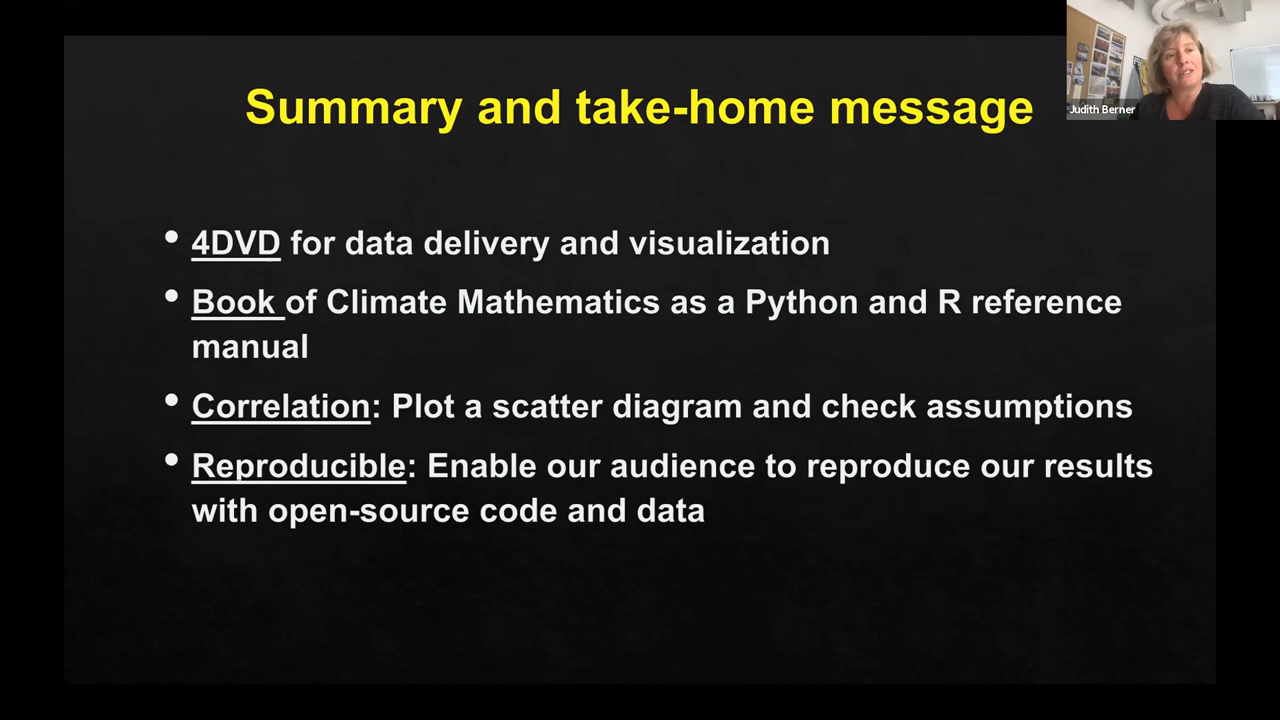 Summary and take-home message
Judith Berner
• 4DVD for data delivery and visualization
• Book of Climate Mathematics as a Python and R reference
manual
• Correlation: Plot a scatter diagram and check assumptions
• Reproducible: Enable our audience to reproduce our results
with open-source code and data